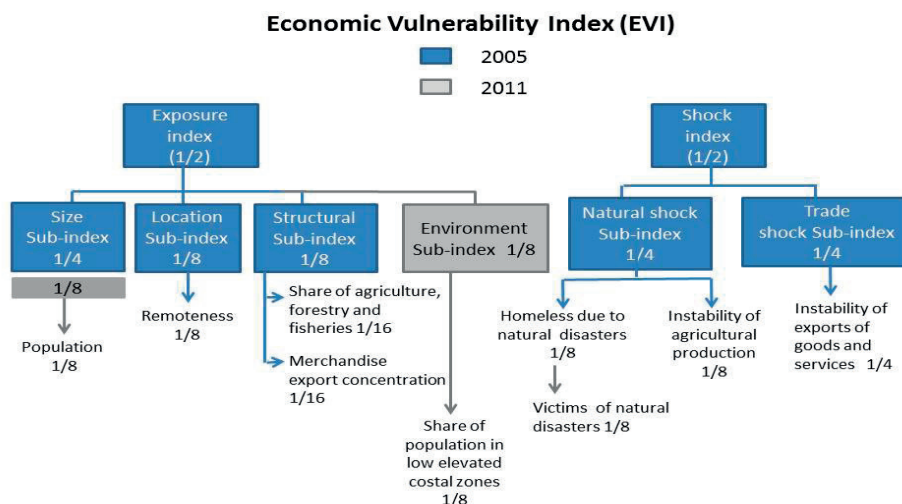 Economic Vulnerability Index (EVI)
2005
2011
Exposure
index
(1/2)
Shock
index
(1/2)
Size
Sub-index
1/4
Location
Sub-index
1/8
Structural
Sub-index
1/8
Environment
Sub-index 1/8
Natural shock
Sub-index
1/4
Trade
shock Sub-index
1/4
1/8
Population
1/8
Remoteness
1/8
Share of agriculture,
forestry and
fisheries 1/16
Merchandise
export concentration
1/16
Share of
population in
low elevated
costal zones
1/8
Homeless due to
natural disasters
1/8
Victims of natural
disasters 1/8
Instability of
agricultural
production
1/8
Instability of
exports of
goods and
services 1/4